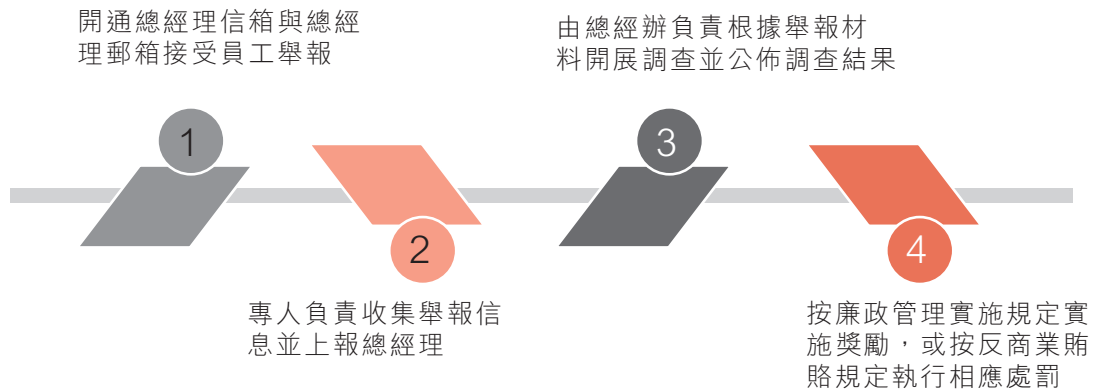 開通總經理信箱與總經
理郵箱接受員工舉報
1
專人負責收集舉報信
息並上報總經理
2
由總經辦負責根據舉報材
料開展調查並公佈調查結果
3
按廉政管理實施規定實
施獎勵，或按反商業賄
賂規定執行相應處罰
4